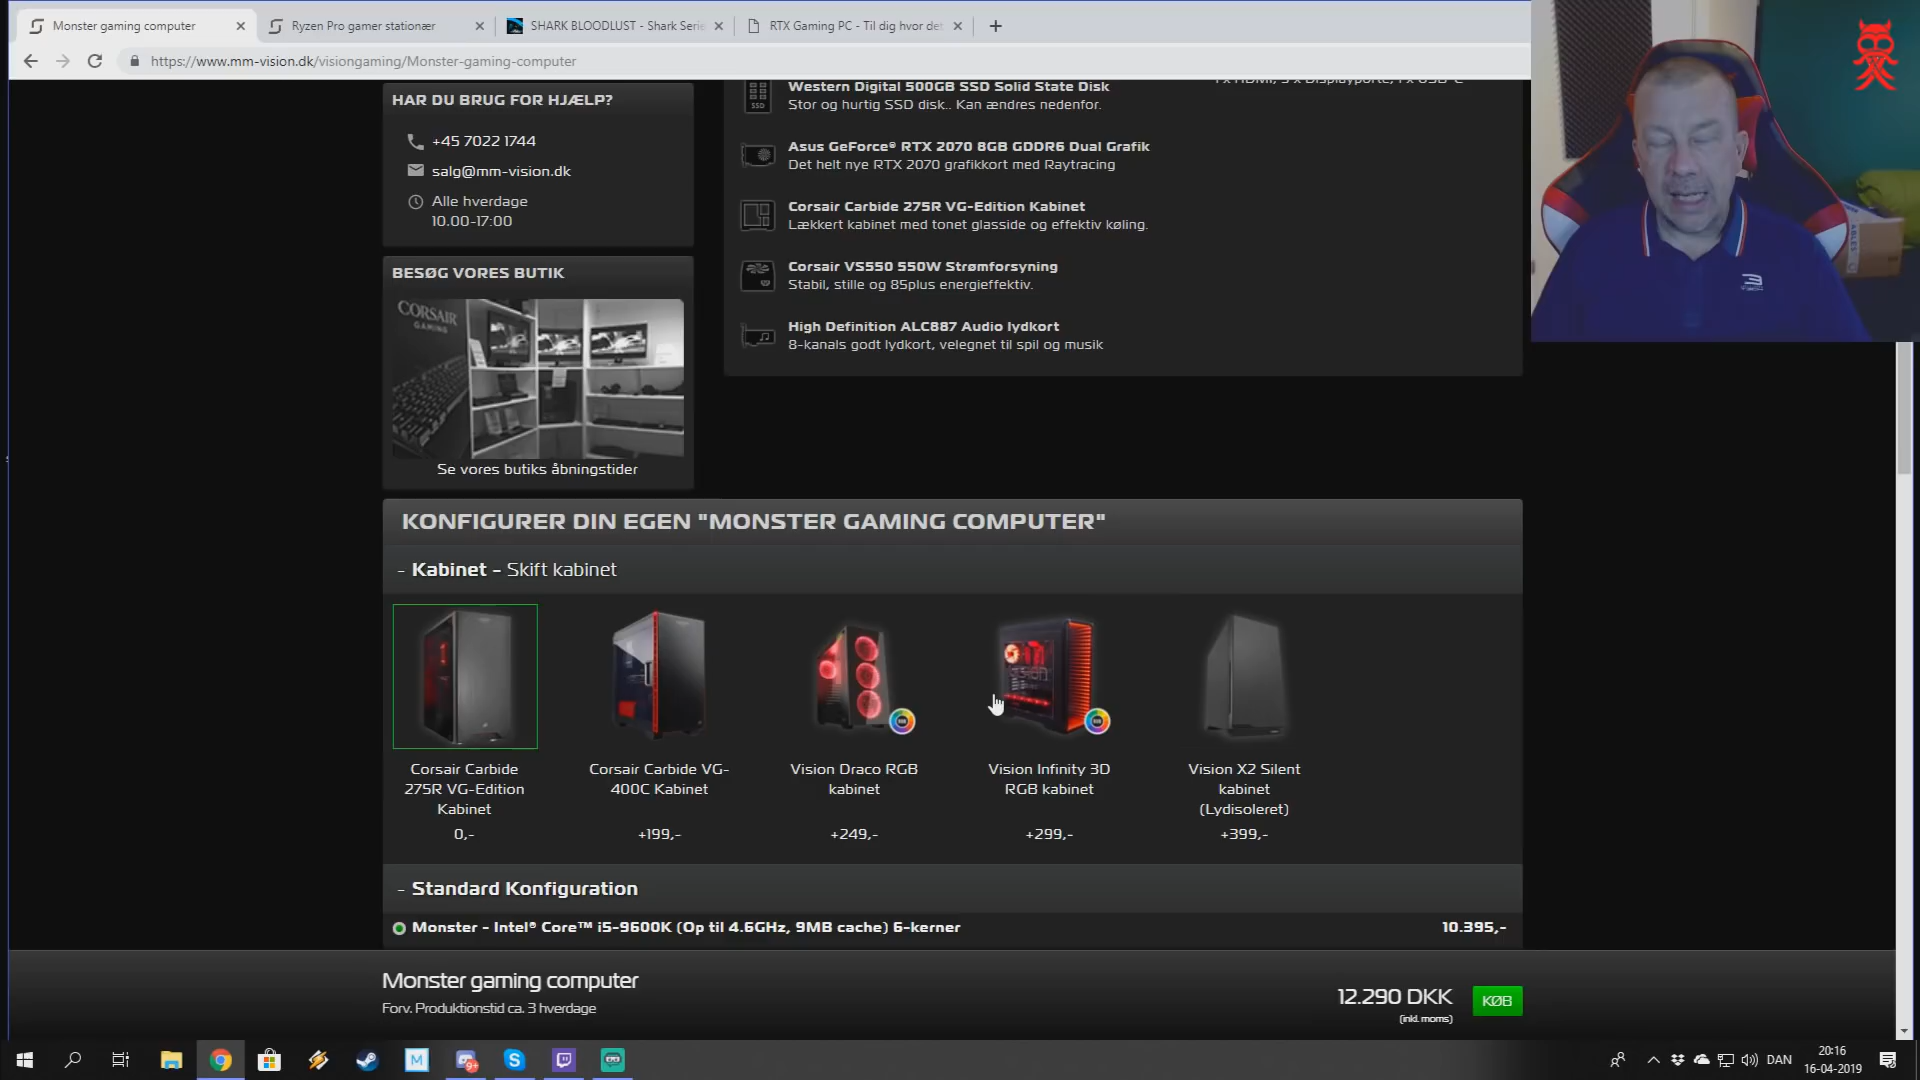 Monster gaming computer
Ryzen Pro gamer stationær
SHARK BLOODLUST - Shark Serie
RTX Gaming PC - Til dig hvor det
https://www.mm-vision.dk/visiongaming/Monster-gaming-computer
HAR DU BRUG FOR HJÆLP?
+45 7022 1744
salg@mm-vision.dk
Alle hverdage
10.00-17:00
BESØG VORES BUTIK
CORSAIR
GAMING
Se vores butiks åbningstider
Western Digital 500GB SSD Solid State Disk
Stor og hurtig SSD disk.. Kan ændres nedenfor.
SSD
Asus GeForce® RTX 2070 8GB GDDR6 Dual Grafik
Det helt nye RTX 2070 grafikkort med Raytracing
Corsair Carbide 275R VG-Edition Kabinet
Lækkert kabinet med tonet glasside og effektiv køling.
Corsair VS550 550W Strømforsyning
Stabil, stille og 85plus energieffektiv.
High Definition ALC887 Audio lydkort
8-kanals godt lydkort, velegnet til spil og musik
KONFIGURER DIN EGEN "MONSTER GAMING COMPUTER"
- Kabinet - Skift kabinet
Corsair Carbide
275R VG-Edition
Kabinet
0,-
Corsair Carbide VG-
400C Kabinet
+199,-
Vision Draco RGB
kabinet
+249,-
Vision Infinity 3D
RGB kabinet
+299,-
Vision X2 Silent
kabinet
(Lydisoleret)
+399,-
- Standard Konfiguration
Monster - Intel® Core™ i5-9600K (Op til 4.6GHz, 9MB cache) 6-kerner
10.395,-
Monster gaming computer
Forv. Produktionstid ca. 3 hverdage
12.290 DKK
(inkl. moms)
KØB
M
9+
DAN
20:16
16-04-2019